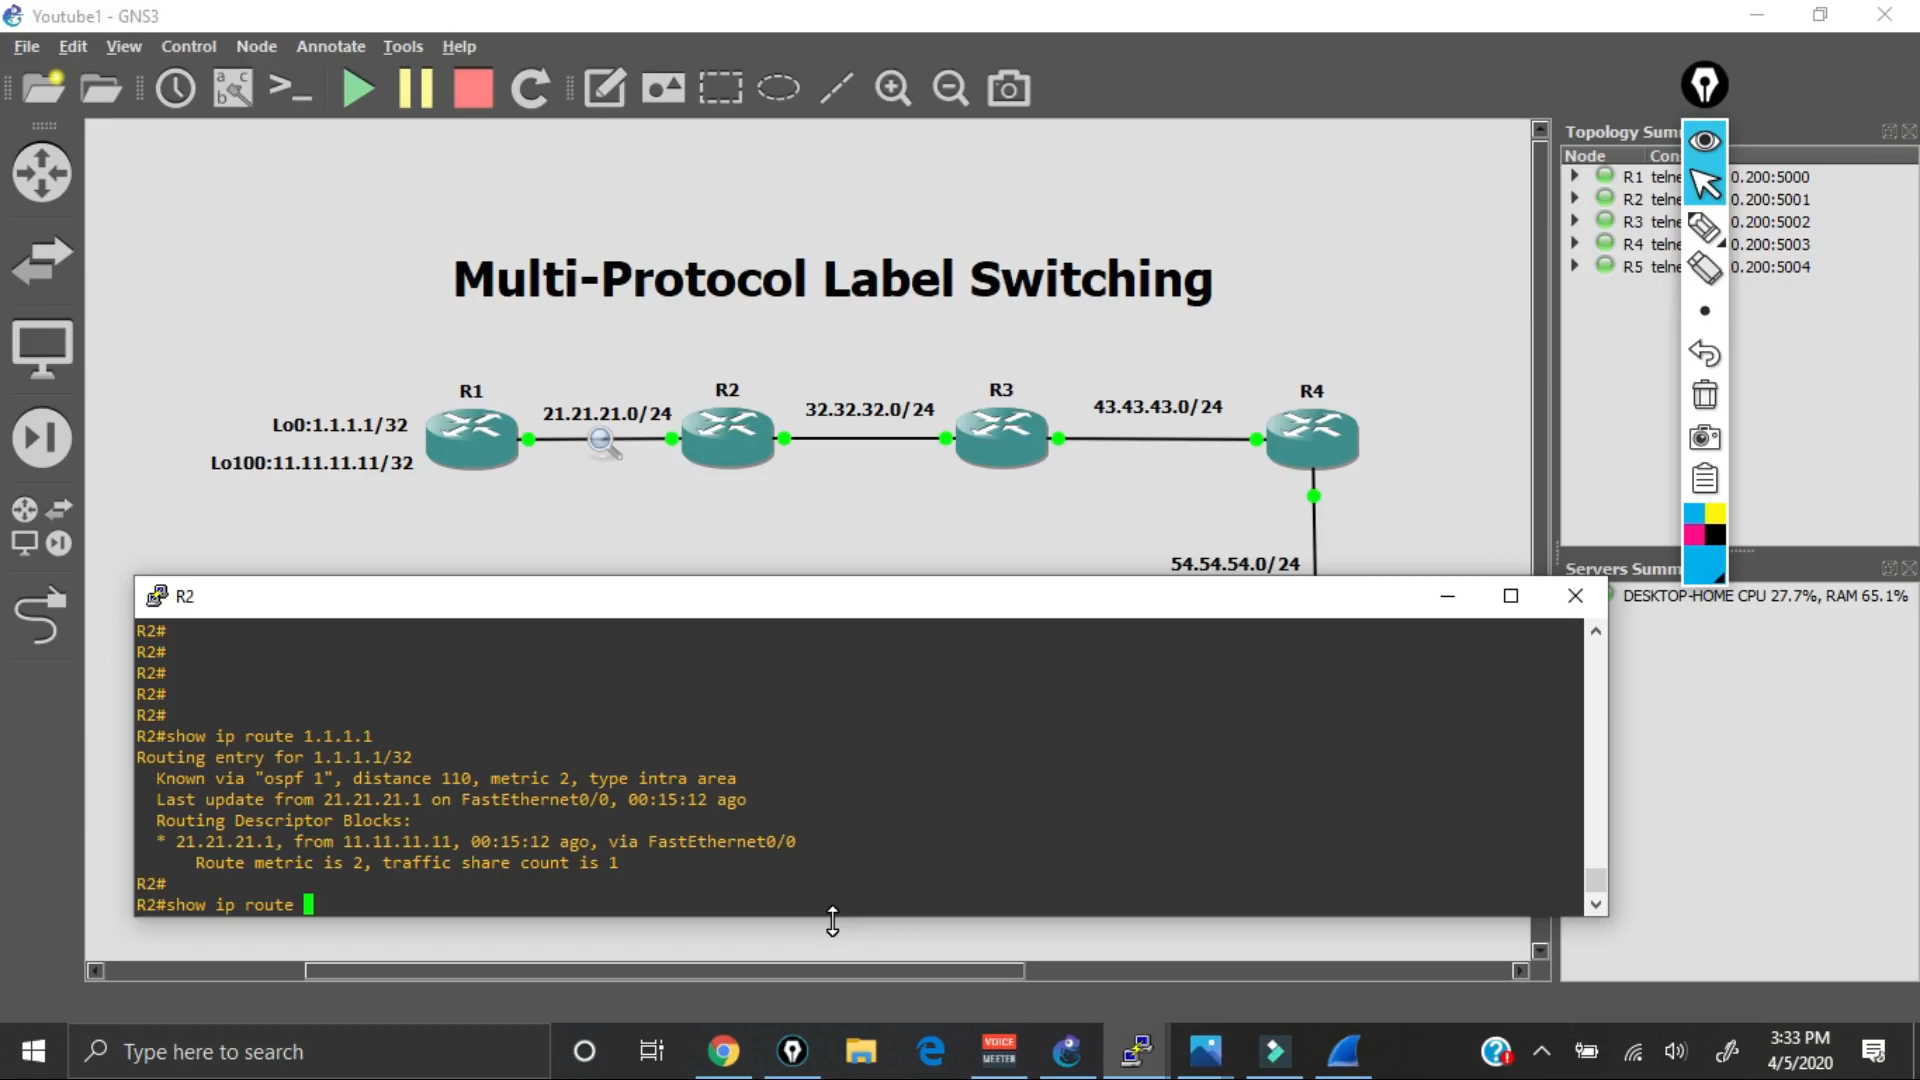 Youtube1 - GNS3
File Edit View Control Node Annotate Tools Help
Topology Sum
Node Con
R1 telne 0.200:5000
R2 telne 0.200:5001
R3 telne 0.200:5002
R4 telne 0.200:5003
R5 telne 0.200:5004
Multi-Protocol Label Switching
R1 R2 R3 R4
21.21.21.0/24 32.32.32.0/24 43.43.43.0/24
Lo0:1.1.1.1/32
Lo100:11.11.11.11/32
54.54.54.0/24
Servers Summ
DESKTOP-HOME CPU 27.7%, RAM 65.1%
R2
R2#
R2#
R2#
R2#
R2#
R2#show ip route 1.1.1.1
Routing entry for 1.1.1.1/32
Known via "ospf 1", distance 110, metric 2, type intra area
Last update from 21.21.21.1 on FastEthernet0/0, 00:15:12 ago
Routing Descriptor Blocks:
* 21.21.21.1, from 11.11.11.11, 00:15:12 ago, via FastEthernet0/0
Route metric is 2, traffic share count is 1
R2#
R2#show ip route
Type here to search
VOICE
MEETER
3:33 PM
4/5/2020